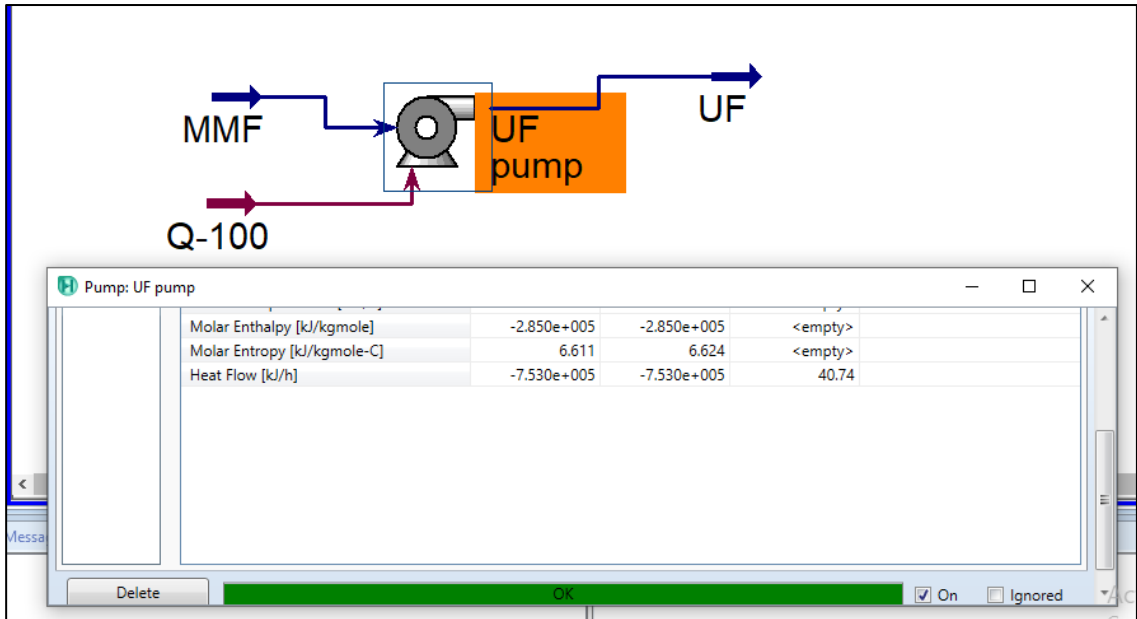 MMF
UF
pump
UF
Q-100
Pump: UF pump
Molar Enthalpy [kJ/kgmole] -2.850e+005 -2.850e+005 <empty>
Molar Entropy [kJ/kgmole-C] 6.611 6.624 <empty>
Heat Flow [kJ/h] -7.530e+005 -7.530e+005 40.74
Messa
Delete OK On Ignored
Ac